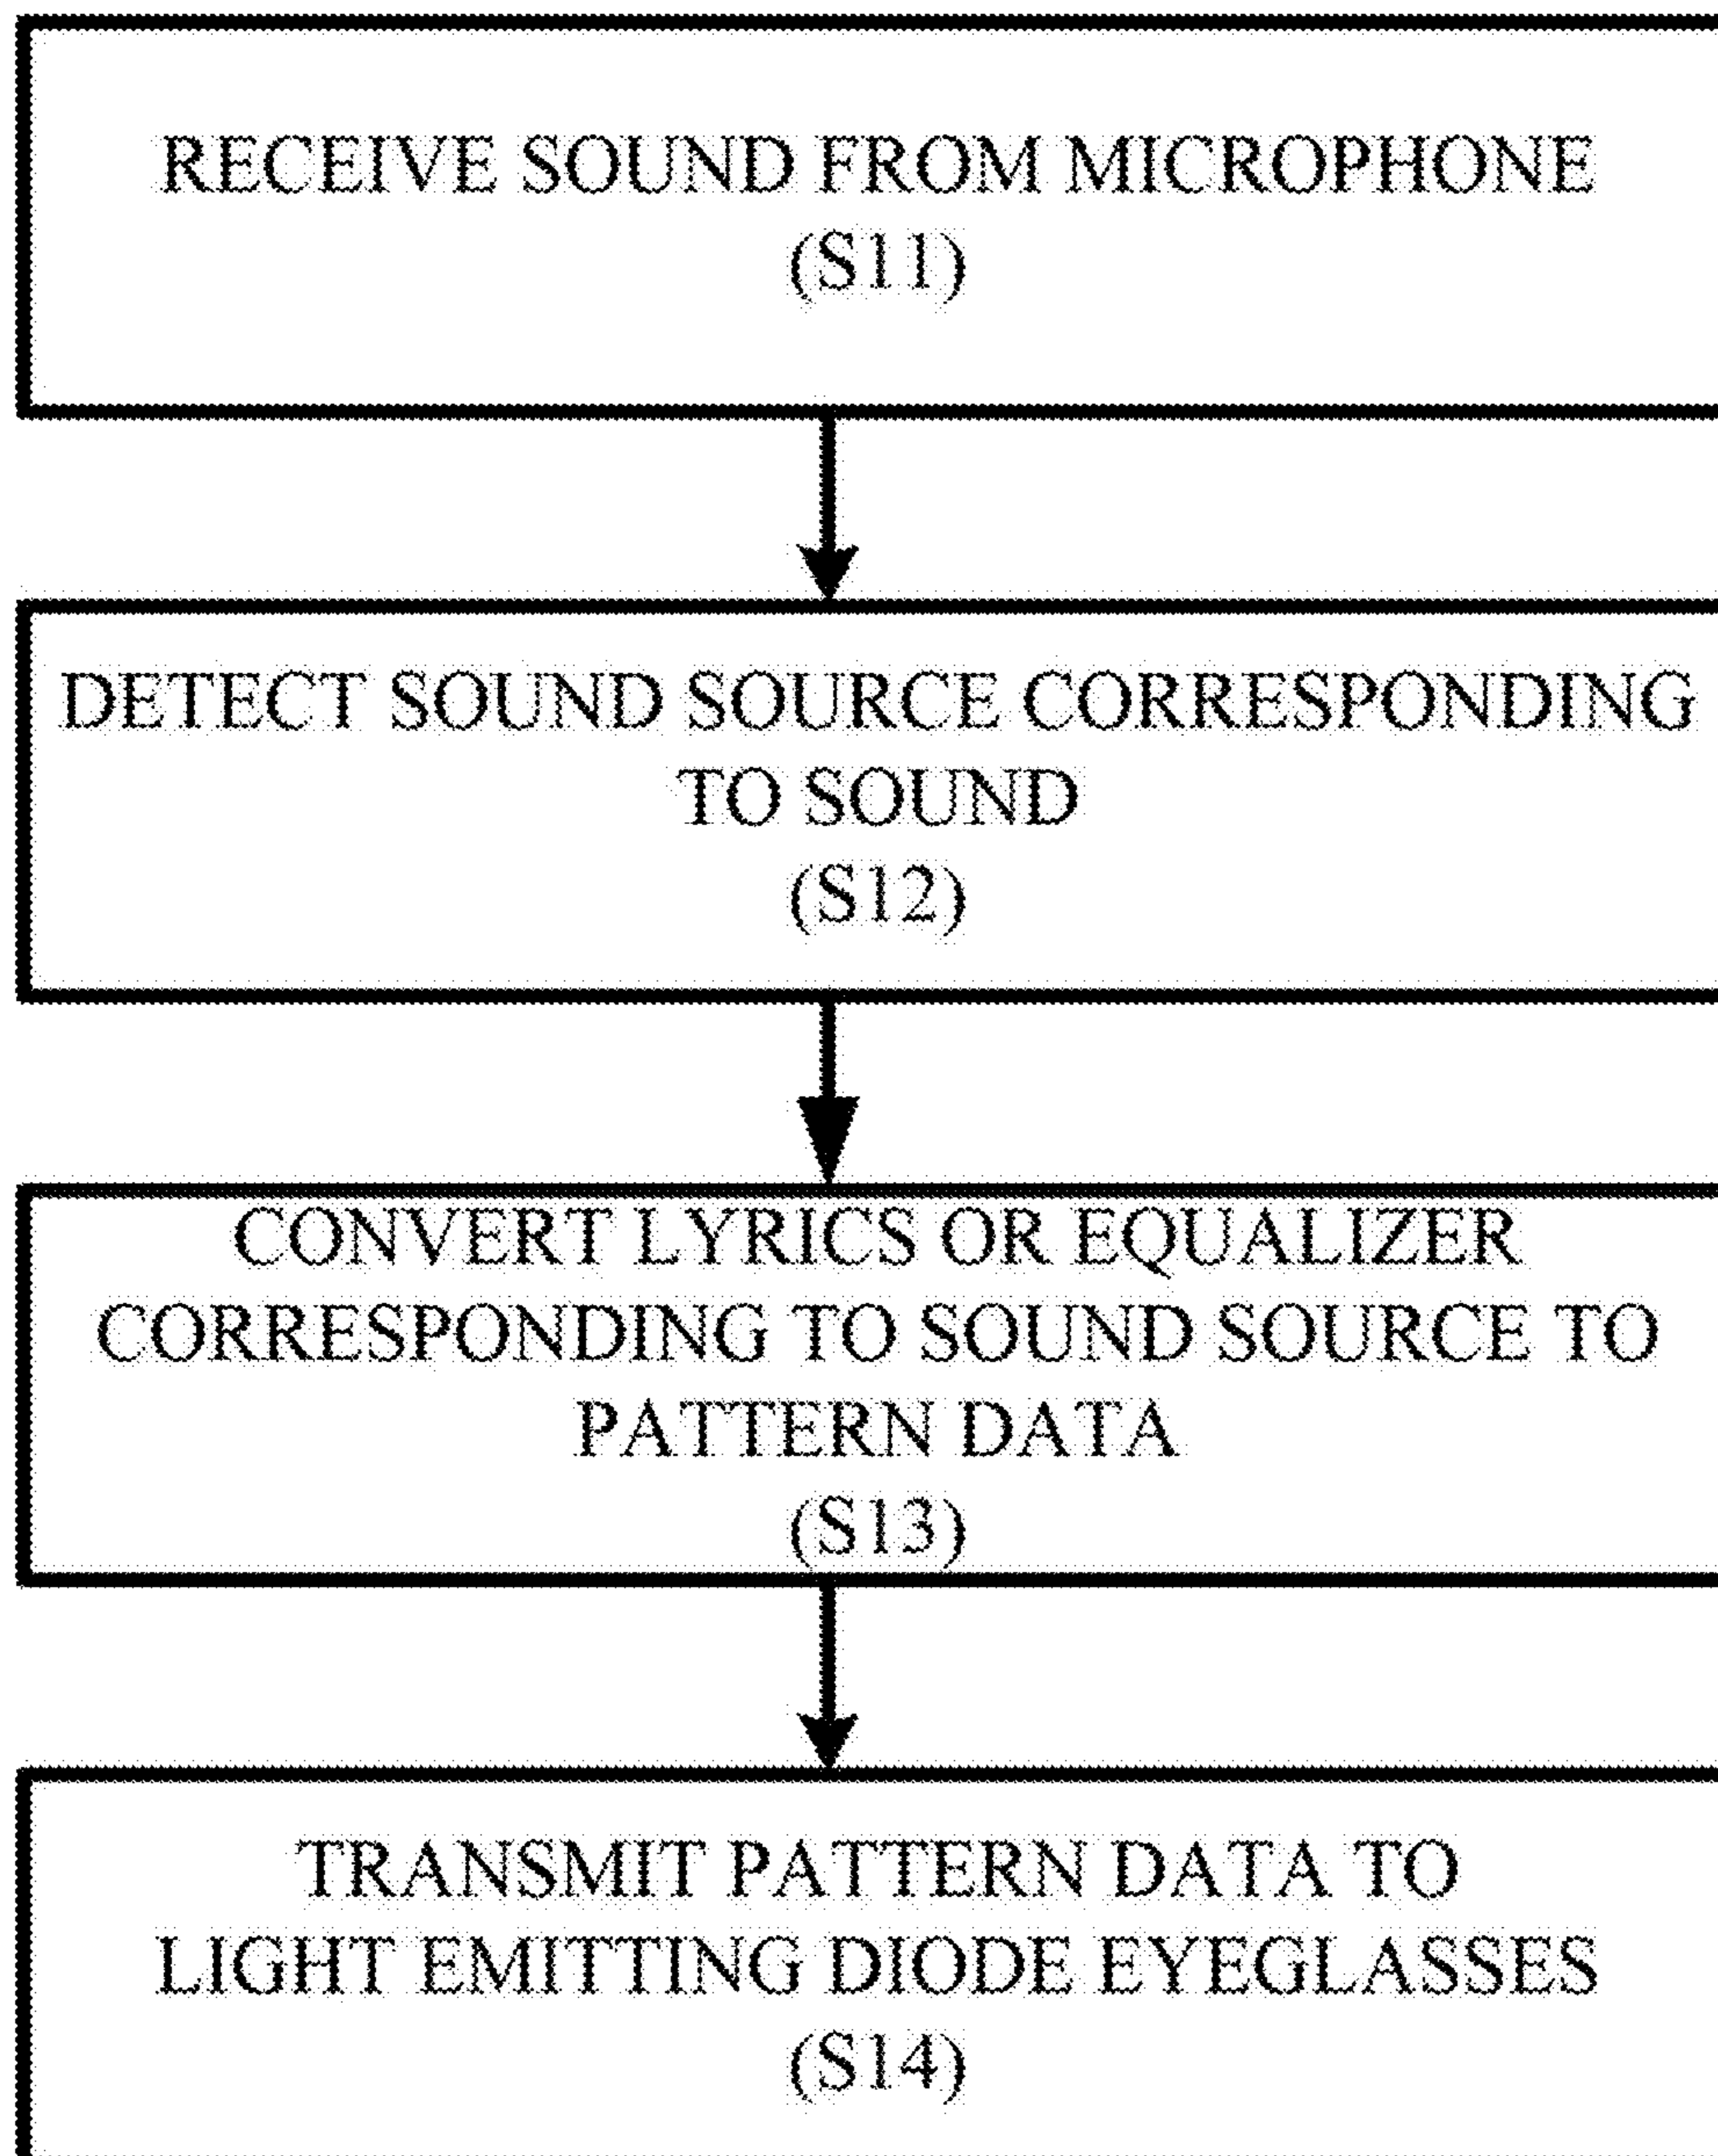 RECEIVE SOUND FROM MICROPHONE
(S11)
DETECT SOUND SOURCE CORRESPONDING
TO SOUND
(S12)
CONVERT LYRICS OR EQUALIZER
CORRESPONDING TO SOUND SOURCE TO
PATTERN DATA
(S13)
TRANSMIT PATTERN DATA TO
LIGHT EMITTING DIODE EYEGLASSES
(S14)